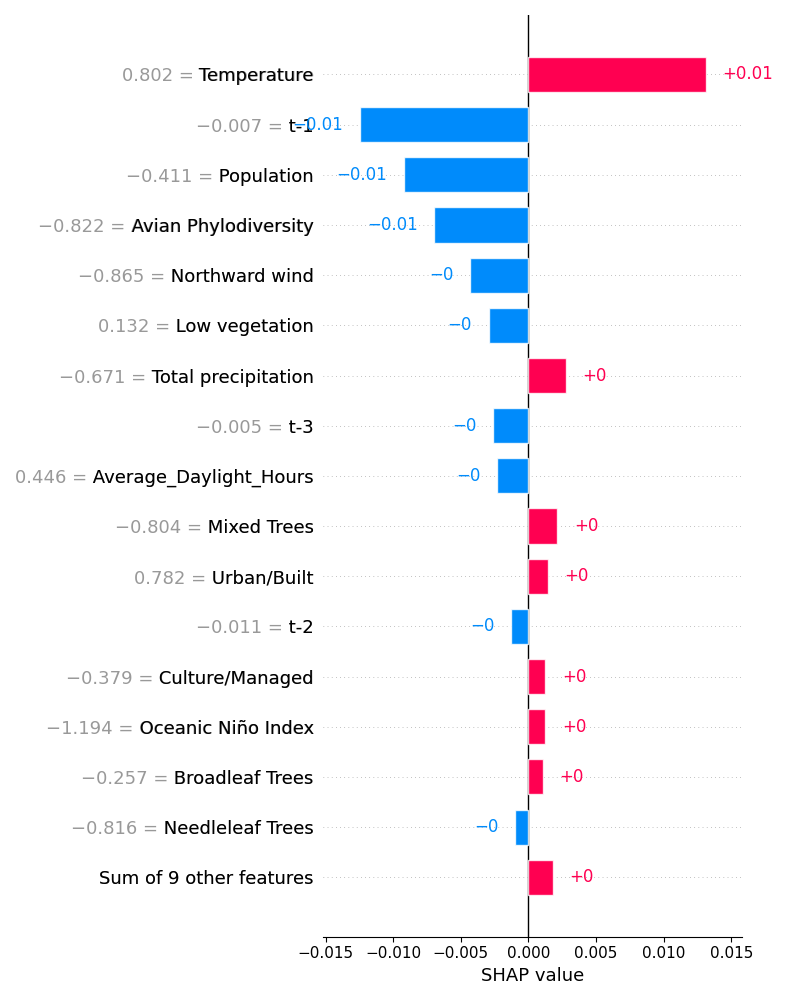 0.802 = Temperature +0.01
−0.007 = t-1 −0.01
−0.411 = Population −0.01
−0.822 = Avian Phylodiversity −0.01
−0.865 = Northward wind −0
0.132 = Low vegetation −0
−0.671 = Total precipitation +0
−0.005 = t-3 −0
0.446 = Average_Daylight_Hours −0
−0.804 = Mixed Trees +0
0.782 = Urban/Built +0
−0.011 = t-2 −0
−0.379 = Culture/Managed +0
−1.194 = Oceanic Niño Index +0
−0.257 = Broadleaf Trees +0
−0.816 = Needleleaf Trees −0
Sum of 9 other features +0
−0.015 −0.010 −0.005 0.000 0.005 0.010 0.015
SHAP value